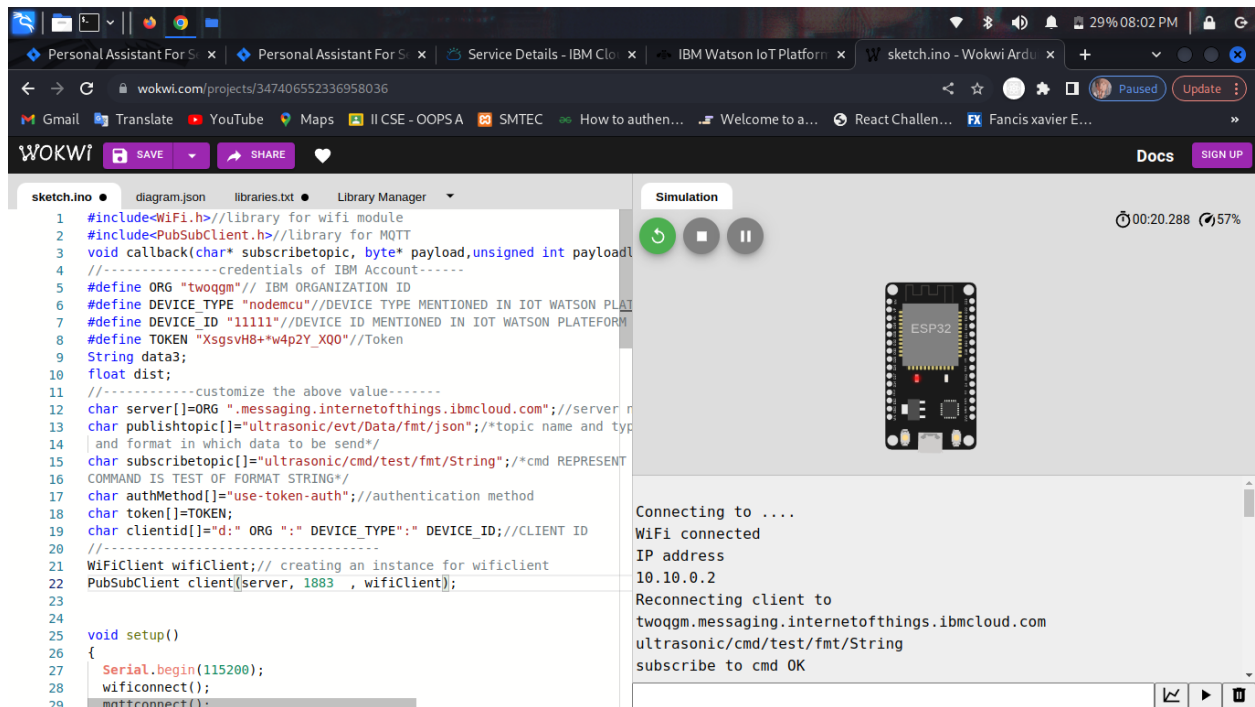 29% 08:02 PM
Personal Assistant For Se
Personal Assistant For Se
Service Details - IBM Clo
IBM Watson IoT Platform
sketch.ino - Wokwi Ardu
wokwi.com/projects/347406552336958036
Paused
Update
Gmail
Translate
YouTube
Maps
II CSE - OOPS A
SMTEC
How to authen...
Welcome to a...
React Challen...
Fancis xavier E...
»
WOKWI
SAVE
SHARE
Docs
SIGN UP
sketch.ino ●
diagram.json
libraries.txt ●
Library Manager
1 #include<WiFi.h>//library for wifi module
2 #include<PubSubClient.h>//library for MQTT
3 void callback(char* subscribetopic, byte* payload,unsigned int payloadl
4 //---------------credentials of IBM Account------
5 #define ORG "twoqgm"// IBM ORGANIZATION ID
6 #define DEVICE_TYPE "nodemcu"//DEVICE TYPE MENTIONED IN IOT WATSON PLAT
7 #define DEVICE_ID "11111"//DEVICE ID MENTIONED IN IOT WATSON PLATEFORM
8 #define TOKEN "XsgsvH8+*w4p2Y_XQO"//Token
9 String data3;
10 float dist;
11 //------------customize the above value-------
12 char server[]=ORG ".messaging.internetofthings.ibmcloud.com";//server n
13 char publishtopic[]="ultrasonic/evt/Data/fmt/json";/*topic name and typ
14 and format in which data to be send*/
15 char subscribetopic[]="ultrasonic/cmd/test/fmt/String";/*cmd REPRESENT
16 COMMAND IS TEST OF FORMAT STRING*/
17 char authMethod[]="use-token-auth";//authentication method
18 char token[]=TOKEN;
19 char clientid[]="d:" ORG ":" DEVICE_TYPE":" DEVICE_ID;//CLIENT ID
20 //------------------------------------
21 WiFiClient wifiClient;// creating an instance for wificlient
22 PubSubClient client(server, 1883  , wifiClient);
23
24
25 void setup()
26 {
27 Serial.begin(115200);
28 wificonnect();
29 mqttconnect();
Simulation
00:20.288
57%
ESP32
Connecting to ....
WiFi connected
IP address
10.10.0.2
Reconnecting client to
twoqgm.messaging.internetofthings.ibmcloud.com
ultrasonic/cmd/test/fmt/String
subscribe to cmd OK